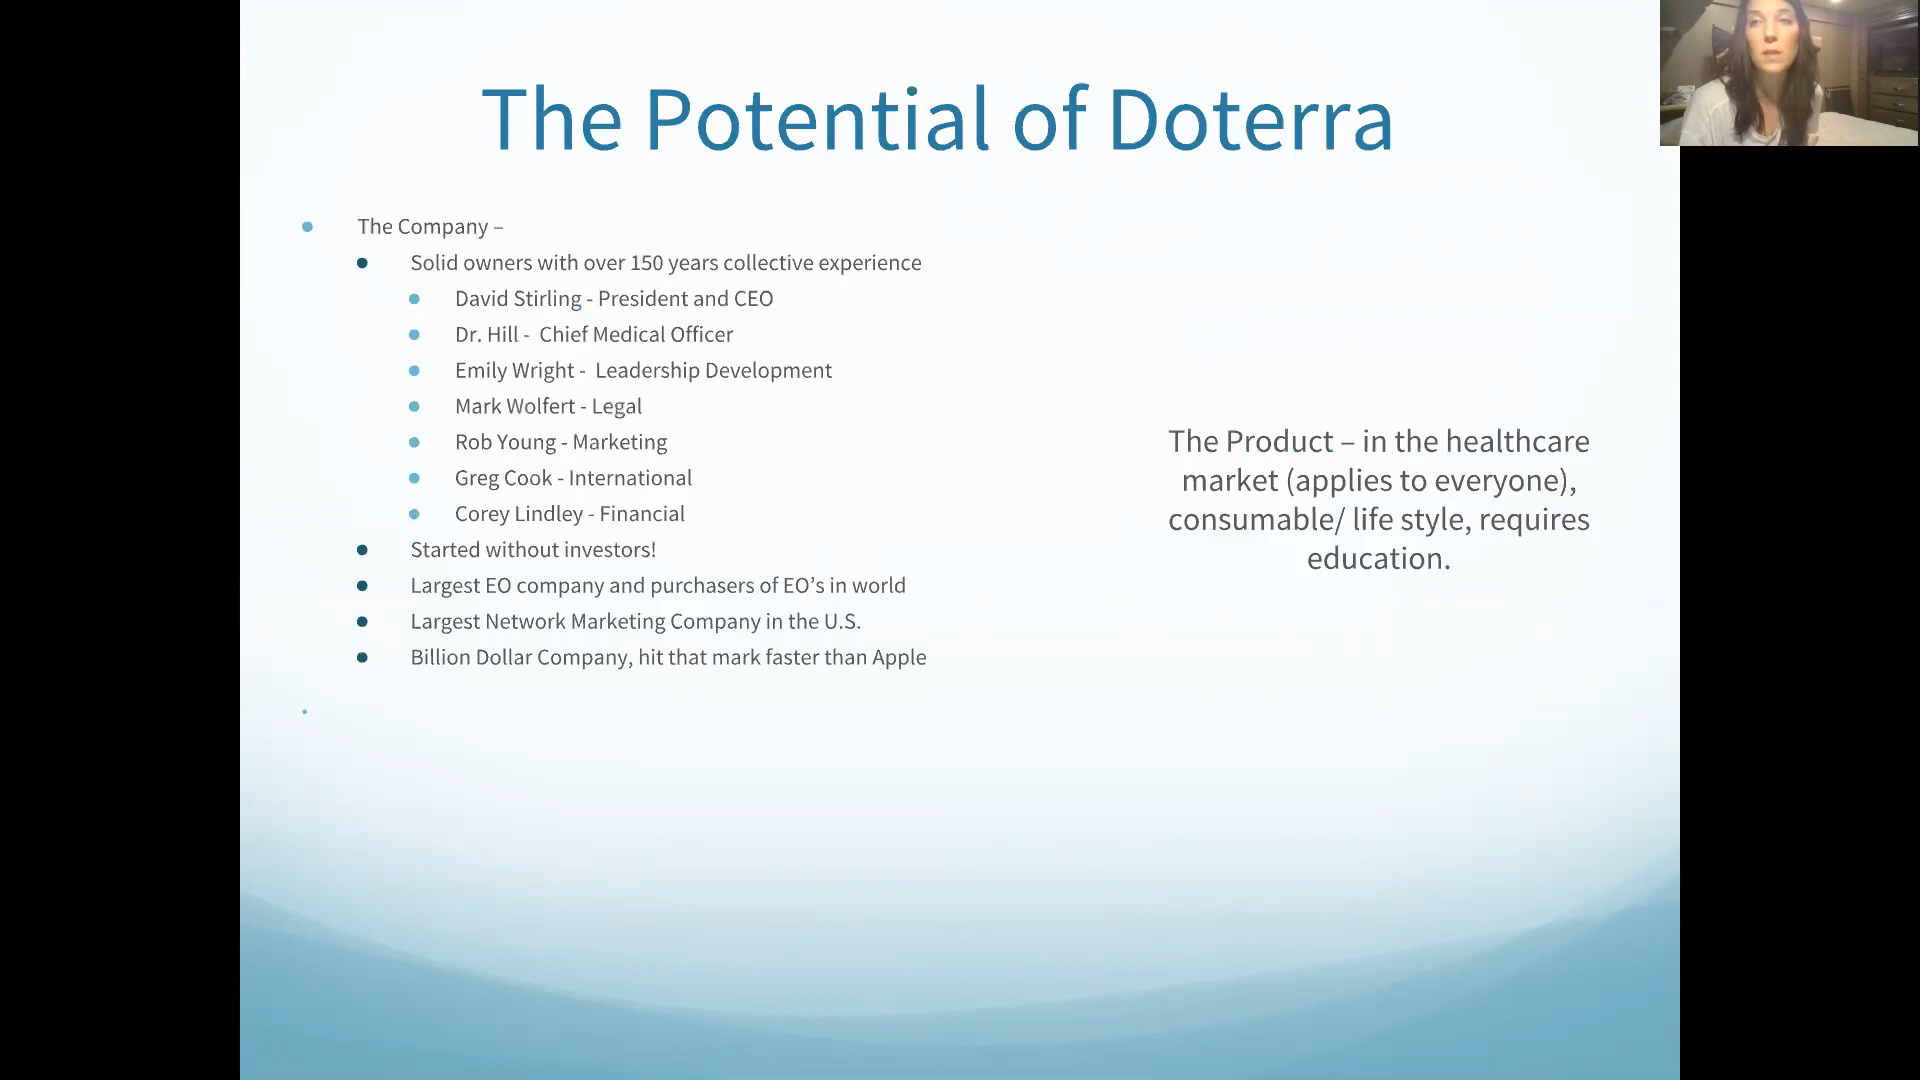 The Potential of Doterra
The Company –
Solid owners with over 150 years collective experience
David Stirling - President and CEO
Dr. Hill -  Chief Medical Officer
Emily Wright -  Leadership Development
Mark Wolfert - Legal
Rob Young - Marketing
Greg Cook - International
Corey Lindley - Financial
Started without investors!
Largest EO company and purchasers of EO’s in world
Largest Network Marketing Company in the U.S.
Billion Dollar Company, hit that mark faster than Apple
The Product – in the healthcare
market (applies to everyone),
consumable/ life style, requires
education.